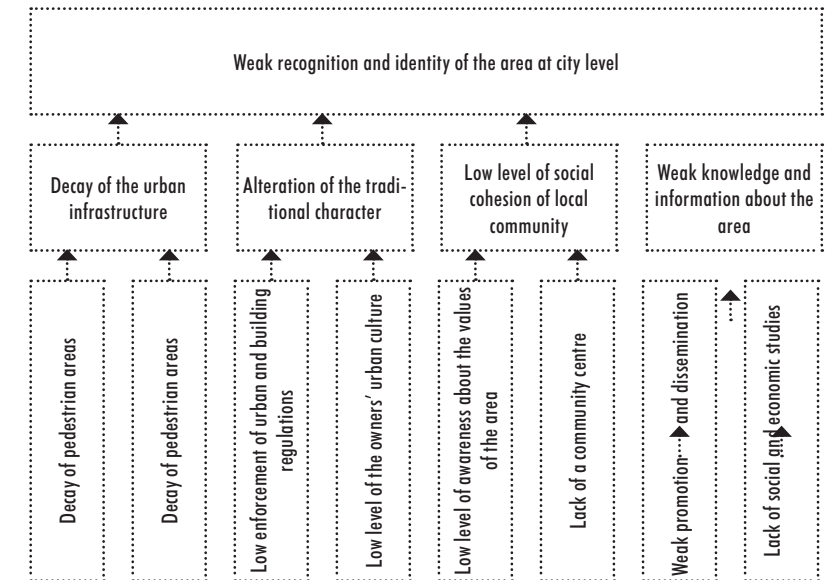 Weak recognition and identity of the area at city level
Decay of the urban
infrastructure
Alteration of the tradi-
tional character
Low level of social
cohesion of local
community
Weak knowledge and
information about the
area
Decay of pedestrian areas
Decay of pedestrian areas
Low enforcement of urban and building
regulations
Low level of the owners' urban culture
Low level of awareness about the values
of the area
Lack of a community centre
Weak promotion and dissemination
Lack of social and economic studies